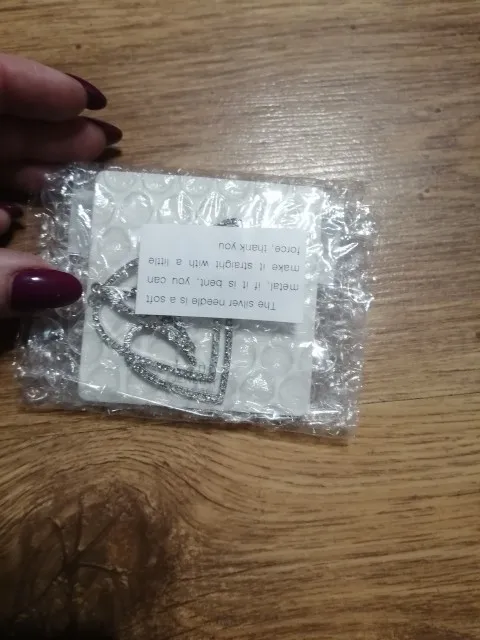 The silver needle is a soft
metal, if it is bent, you can
make it straight with a little
force, thank you